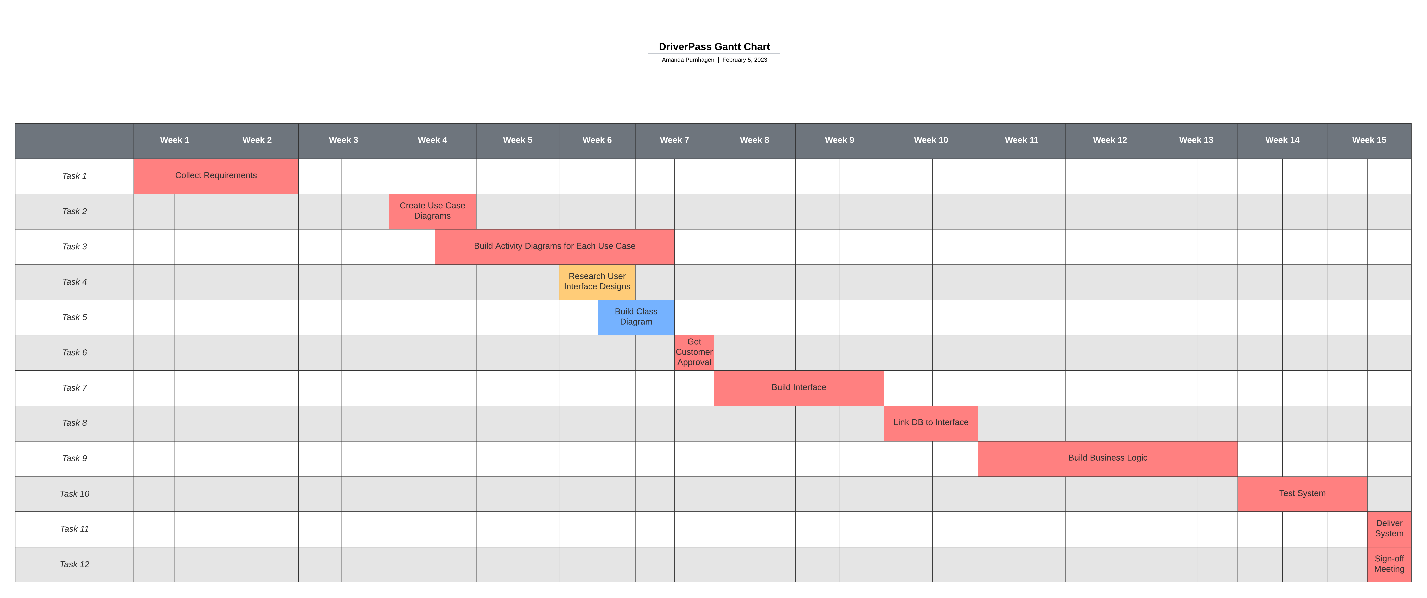 DriverPass Gantt Chart
Amanda Purnhagen | February 5, 2023
Week 1 Week 2 Week 3 Week 4 Week 5 Week 6 Week 7 Week 8 Week 9 Week 10 Week 11 Week 12 Week 13 Week 14 Week 15
Task 1 Collect Requirements
Task 2 Create Use Case
Diagrams
Task 3 Build Activity Diagrams for Each Use Case
Task 4 Research User
Interface Designs
Task 5 Build Class
Diagram
Task 6 Get
Customer
Approval
Task 7 Build Interface
Task 8 Link DB to Interface
Task 9 Build Business Logic
Task 10 Test System
Task 11 Deliver
System
Task 12 Sign-off
Meeting